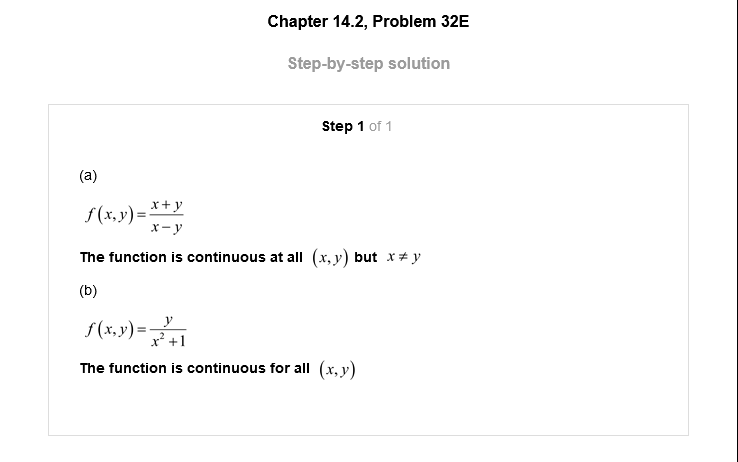 Chapter 14.2, Problem 32E
Step-by-step solution
Step 1 of 1
(a)
f(x,y)=\frac{x+y}{x-y}
The function is continuous at all (x,y) but x≠y
(b)
f(x,y)=\frac{y}{x^2+1}
The function is continuous for all (x,y)